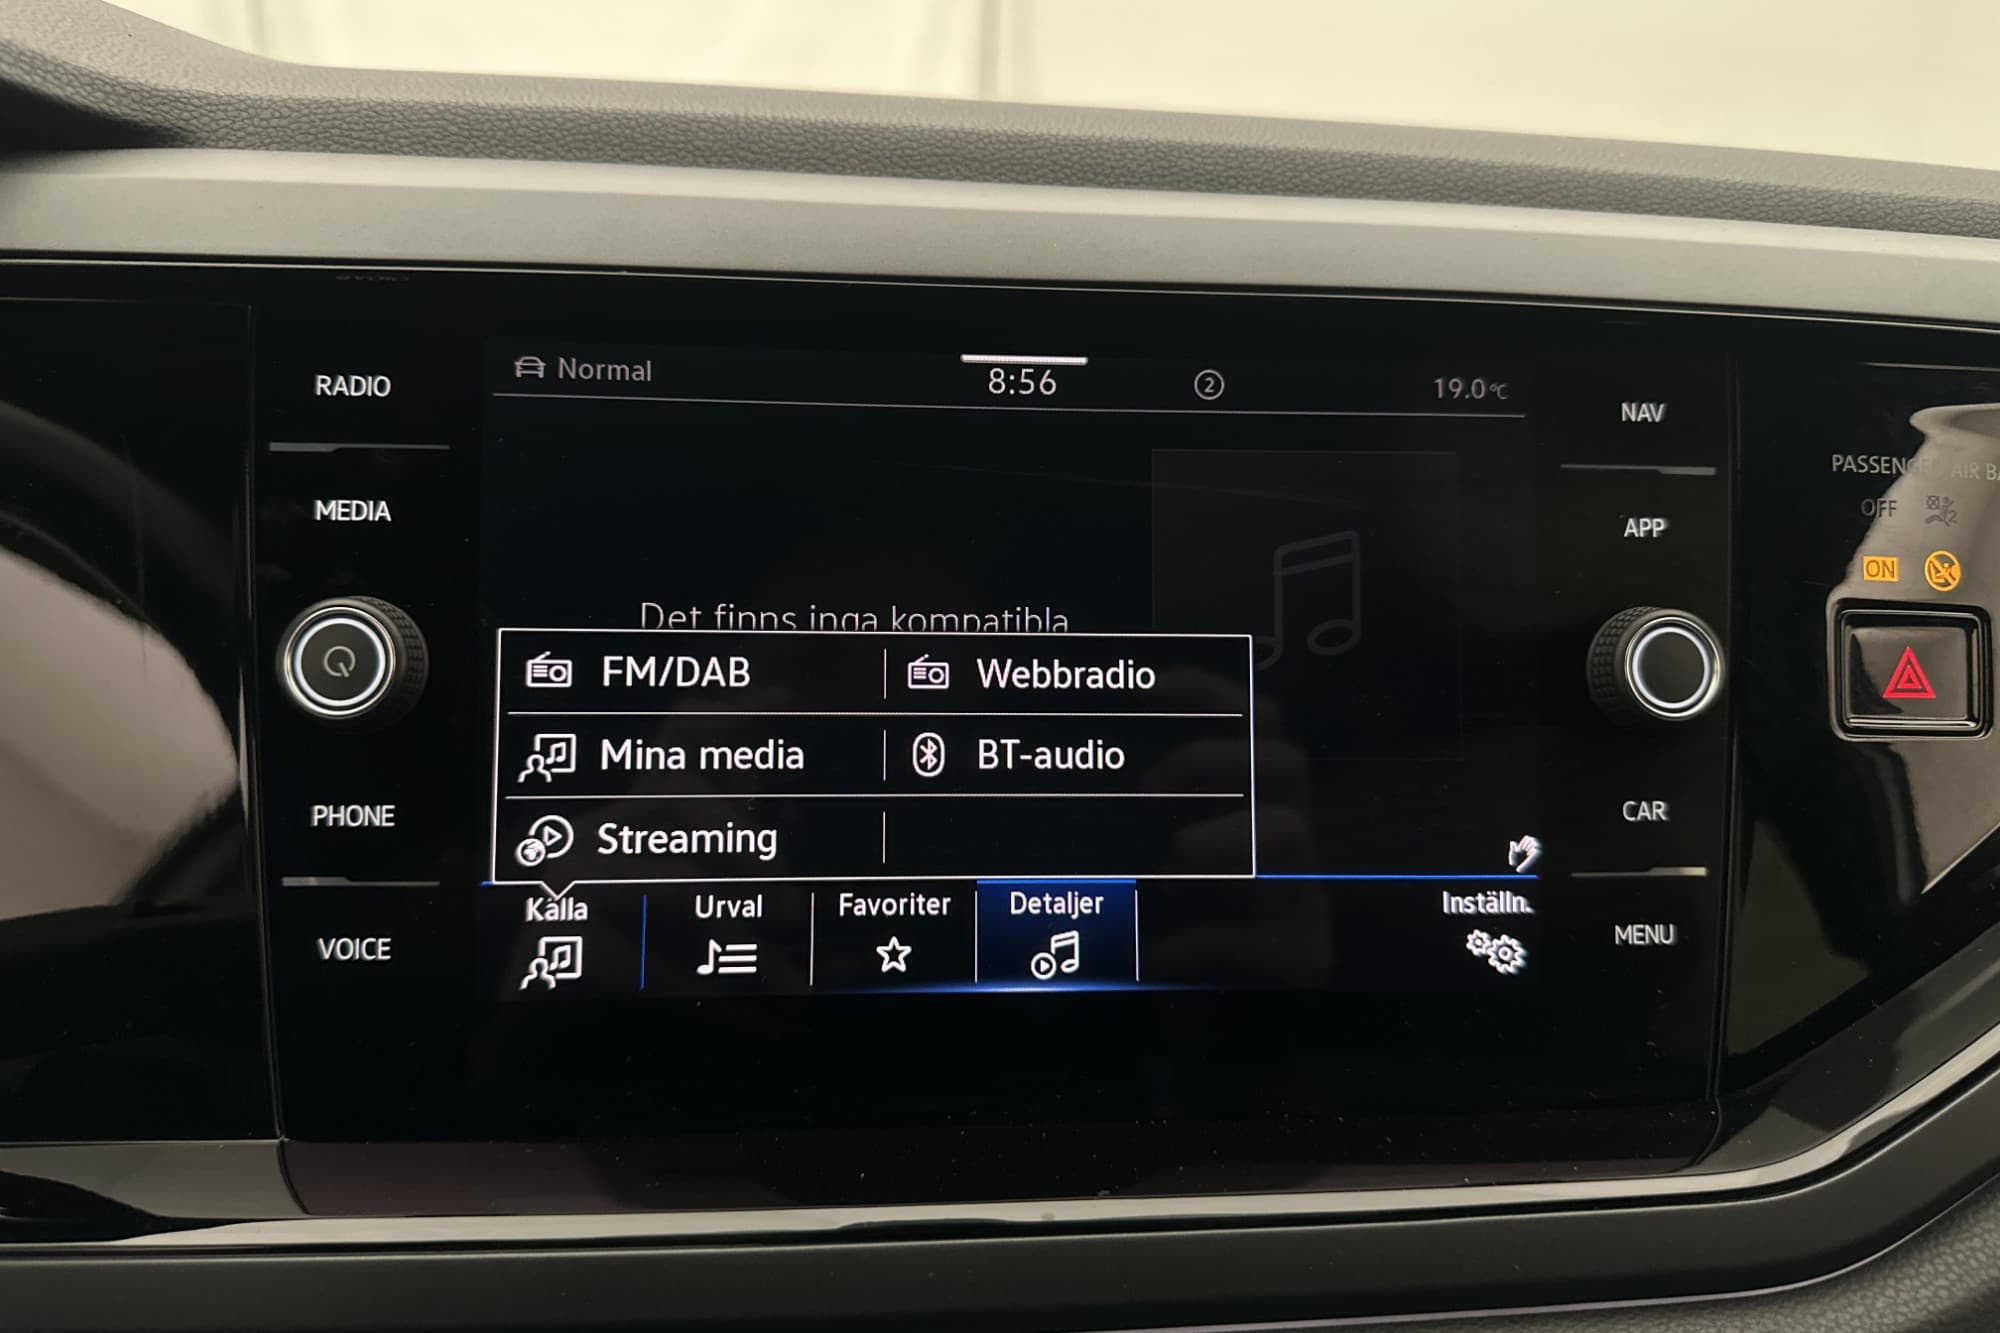 RADIO
MEDIA
PHONE
VOICE
Normal
8:56
2
19.0°C
Det finns inga kompatibla
FM/DAB
Webbradio
Mina media
BT-audio
Streaming
Källa
Urval
Favoriter
Detaljer
Inställn.
NAV
APP
CAR
MENU
AIR
OFF
ON